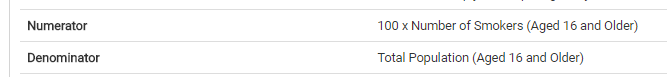 Numerator 100 x Number of Smokers (Aged 16 and Older)
Denominator Total Population (Aged 16 and Older)